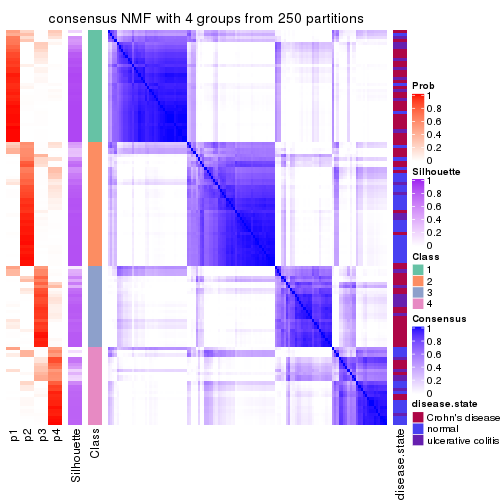 consensus NMF with 4 groups from 250 partitions
Prob
1
0.8
0.6
0.4
0.2
0
Silhouette
1
0.8
0.6
0.4
0.2
0
Class
1
2
3
4
Consensus
1
0.8
0.6
0.4
0.2
0
disease.state
Crohn's disease
normal
ulcerative colitis
p1
p2
p3
p4
Silhouette
Class
disease.state